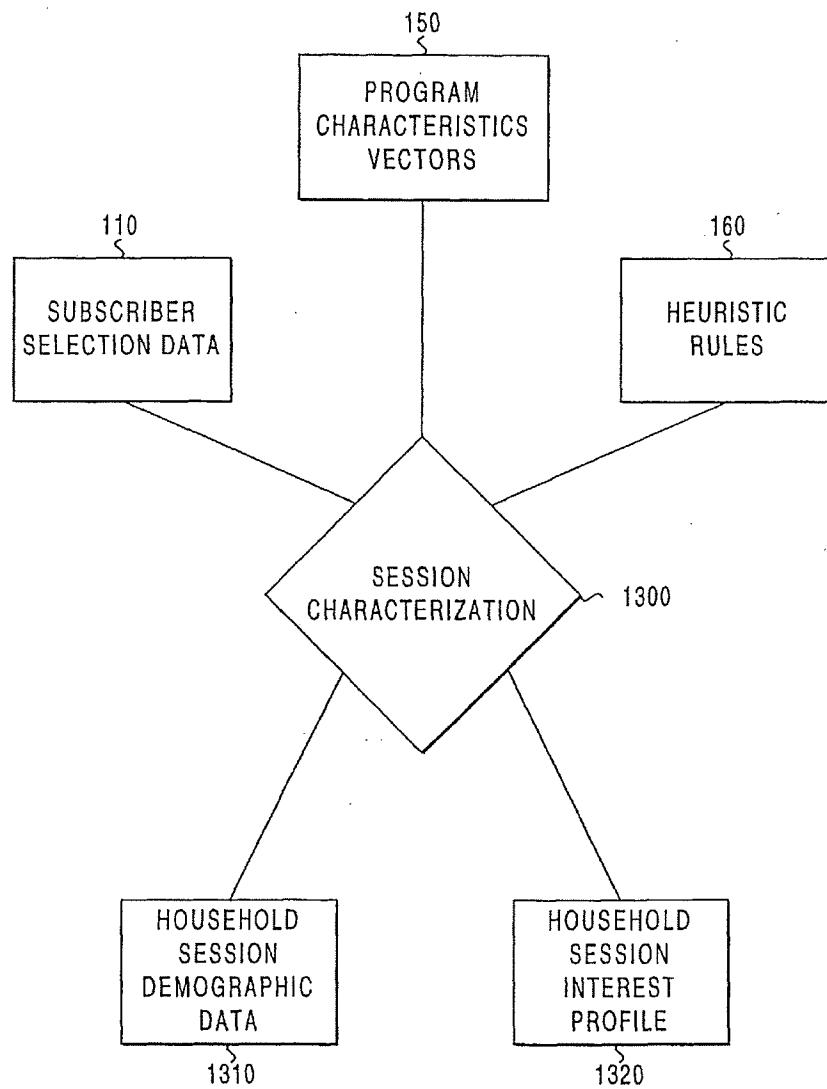 150
PROGRAM
CHARACTERISTICS
VECTORS
110
SUBSCRIBER
SELECTION DATA
160
HEURISTIC
RULES
SESSION
CHARACTERIZATION
1300
HOUSEHOLD
SESSION
DEMOGRAPHIC
DATA
1310
HOUSEHOLD
SESSION
INTEREST
PROFILE
1320